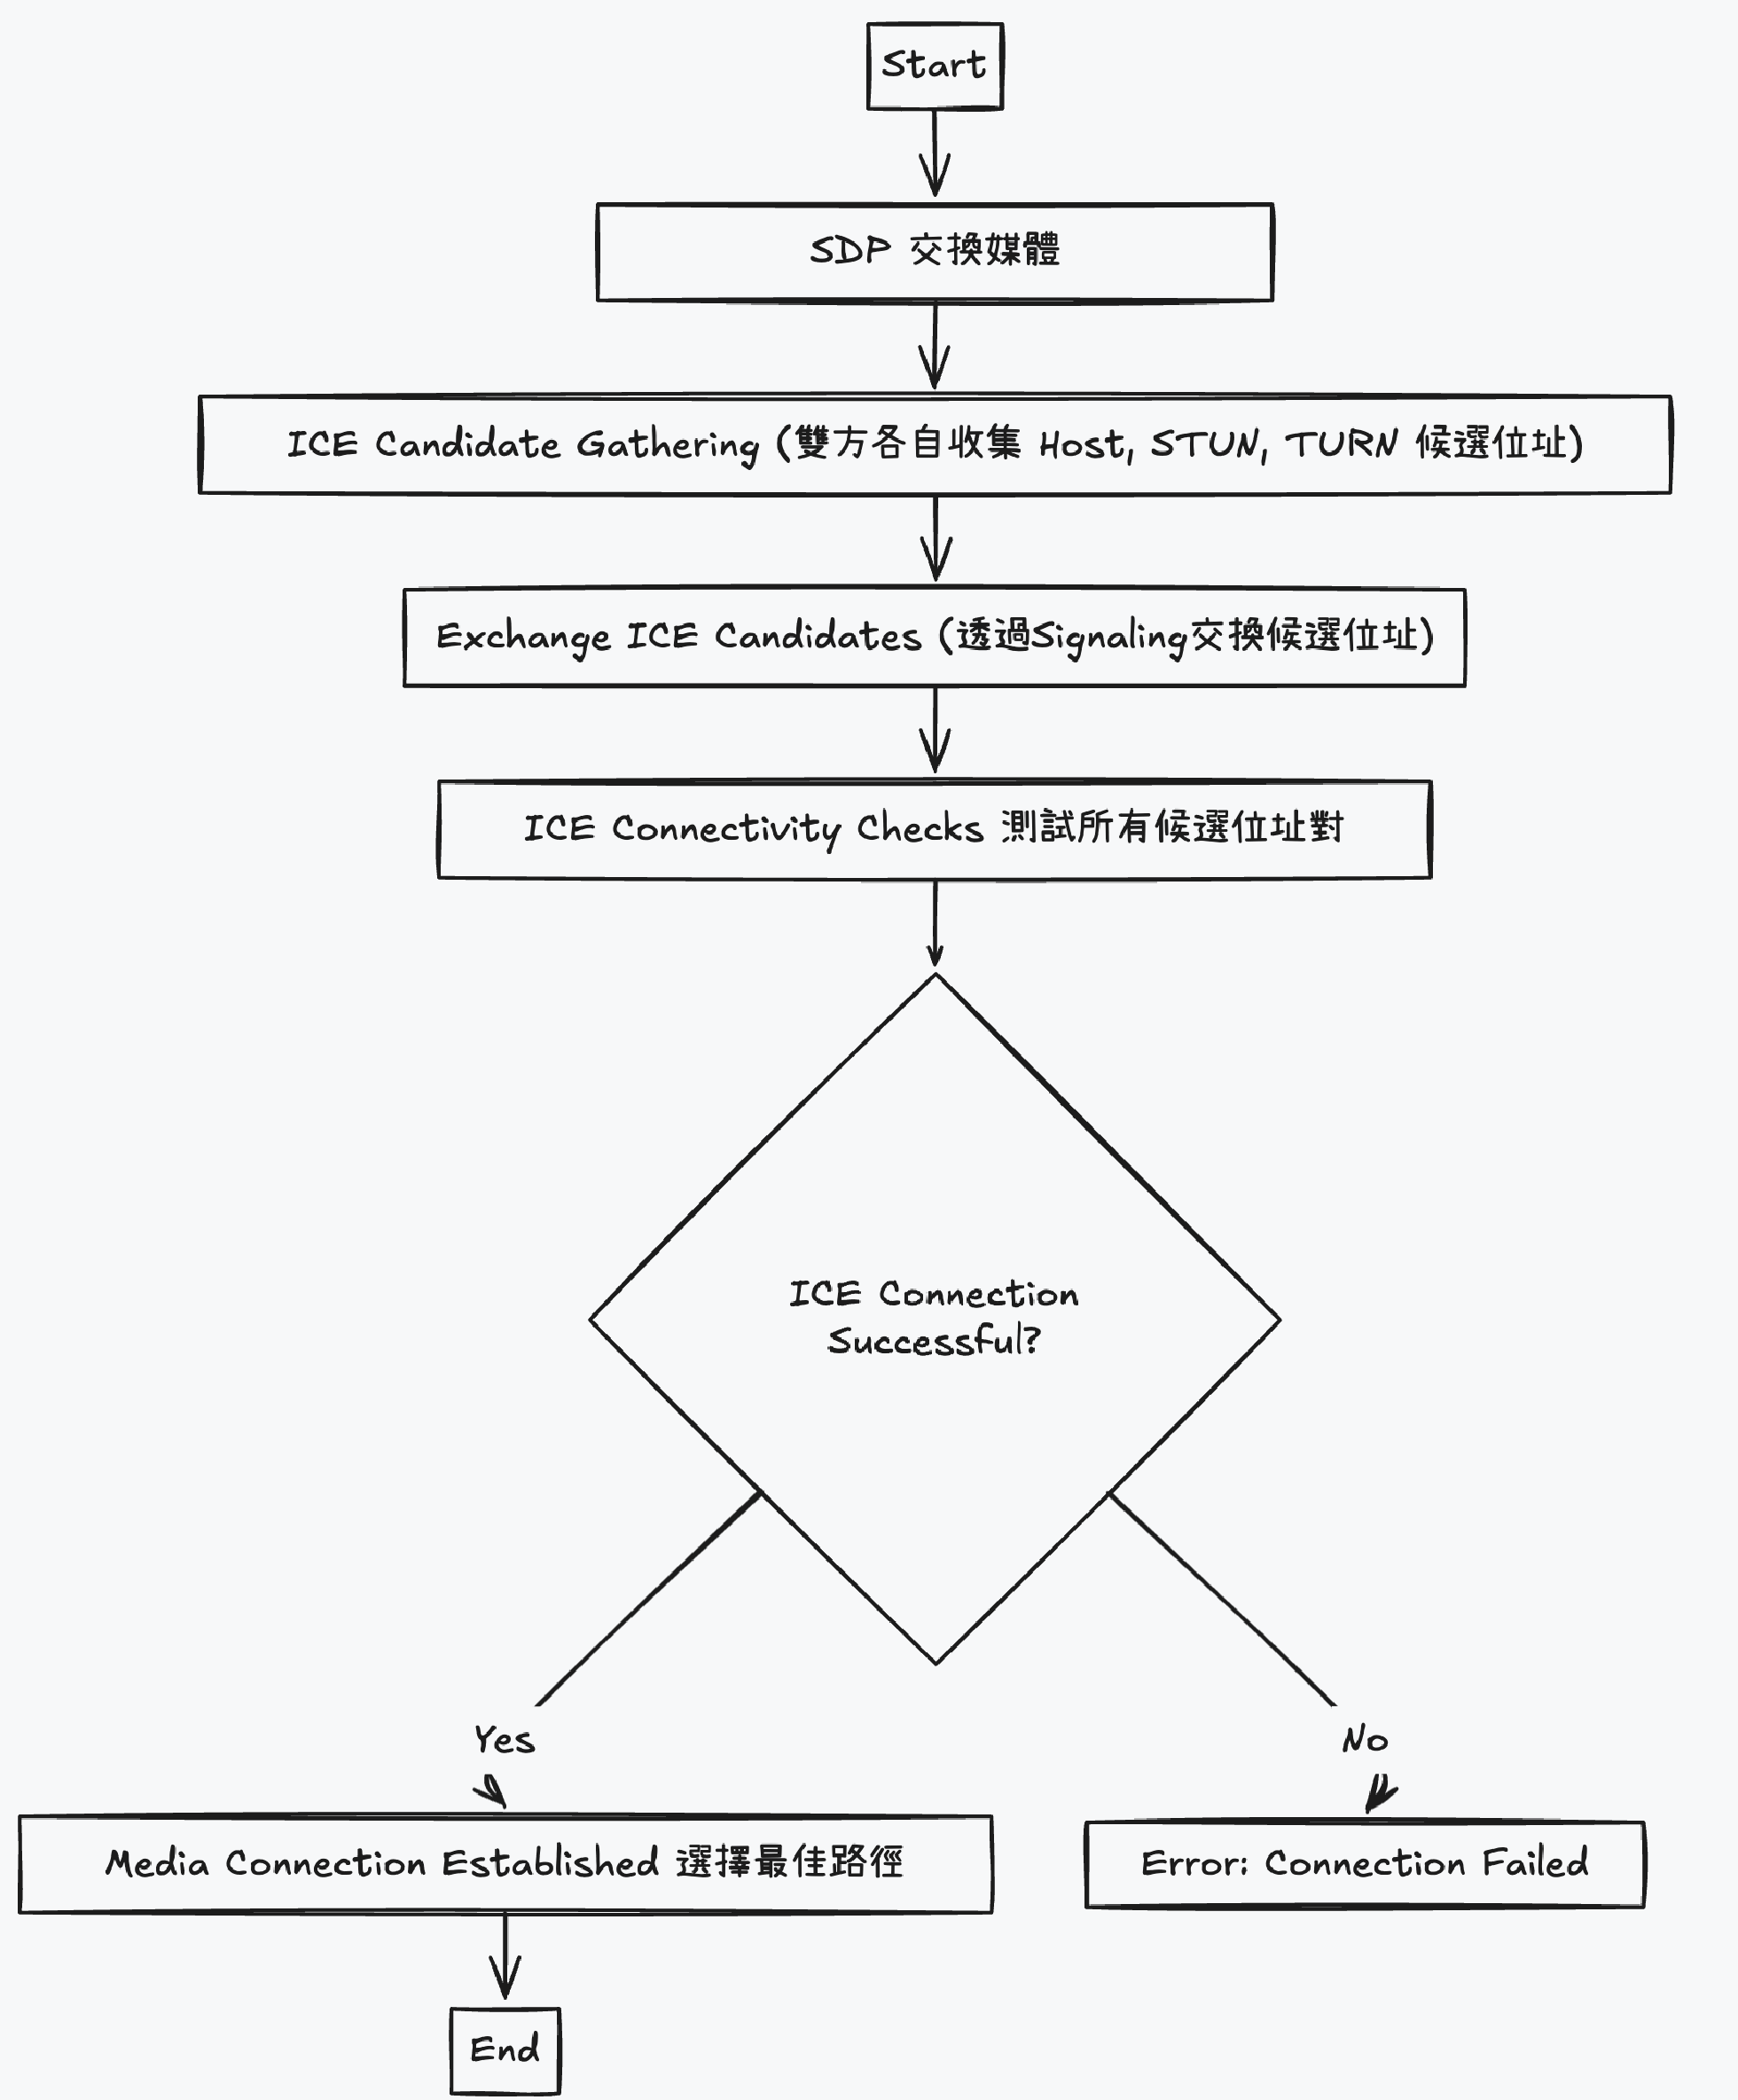 Start
SDP 交換媒體
ICE Candidate Gathering (雙方各自收集 Host, STUN, TURN 候選位址)
Exchange ICE Candidates (透過Signaling交換候選位址)
ICE Connectivity Checks 測試所有候選位址對
ICE Connection
Successful?
Yes
No
Media Connection Established 選擇最佳路徑
Error: Connection Failed
End